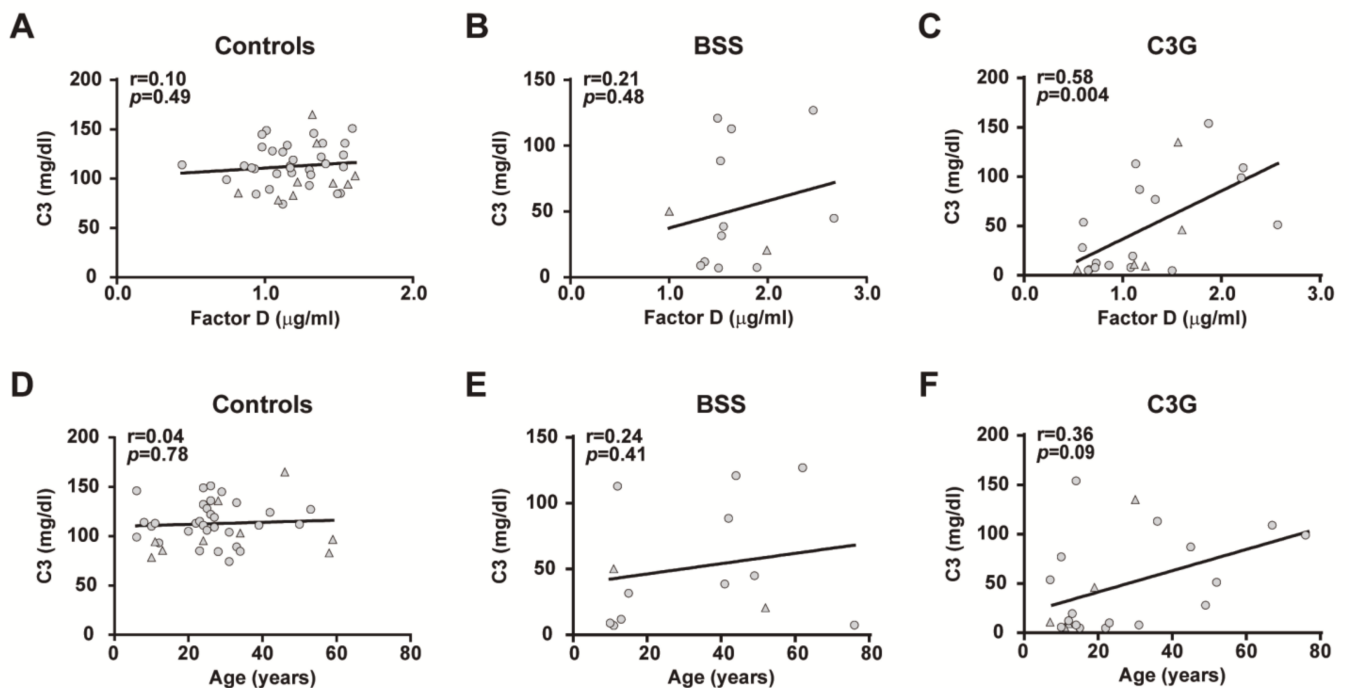 A
Controls
r=0.10
p=0.49
200
150
100
50
0
C3 (mg/dl)
0.0
1.0
2.0
Factor D (μg/ml)
B
BSS
r=0.21
p=0.48
150
100
50
0
C3 (mg/dl)
0.0
1.0
2.0
3.0
Factor D (μg/ml)
C
C3G
r=0.58
p=0.004
200
150
100
50
0
C3 (mg/dl)
0.0
1.0
2.0
3.0
Factor D (μg/ml)
D
Controls
r=0.04
p=0.78
200
150
100
50
0
C3 (mg/dl)
0
20
40
60
80
Age (years)
E
BSS
r=0.24
p=0.41
150
100
50
0
C3 (mg/dl)
0
20
40
60
80
Age (years)
F
C3G
r=0.36
p=0.09
200
150
100
50
0
C3 (mg/dl)
0
20
40
60
80
Age (years)